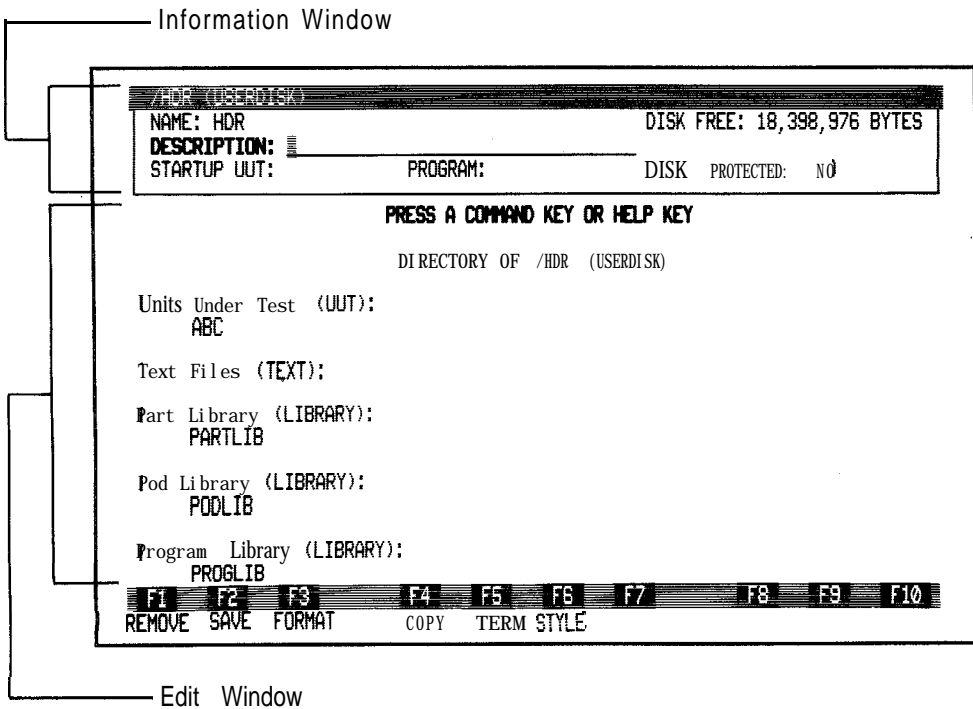 Information Window
/HDR (USERDISK)
NAME: HDR DISK FREE: 18,398,976 BYTES
DESCRIPTION:
STARTUP UUT: PROGRAM: DISK PROTECTED: NO
PRESS A COMMAND KEY OR HELP KEY
DIRECTORY OF /HDR (USERDISK)
Units Under Test (UUT):
ABC
Text Files (TEXT):
Part Library (LIBRARY):
PARTLIB
Pod Library (LIBRARY):
PODLIB
Program Library (LIBRARY):
PROGLIB
F1 F2 F3 F4 F5 F6 F7 F8 F9 F10
REMOVE SAVE FORMAT COPY TERM STYLE
Edit Window